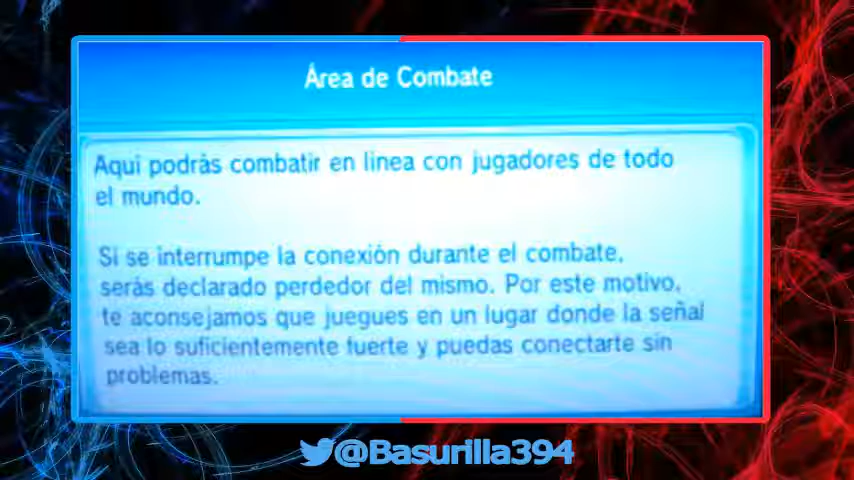 Área de Combate
Aquí podrás combatir en línea con jugadores de todo
el mundo.
Si se interrumpe la conexión durante el combate,
serás declarado perdedor del mismo. Por este motivo,
te aconsejamos que juegues en un lugar donde la señal
sea lo suficientemente fuerte y puedas conectarte sin
problemas.
@Basurilla394